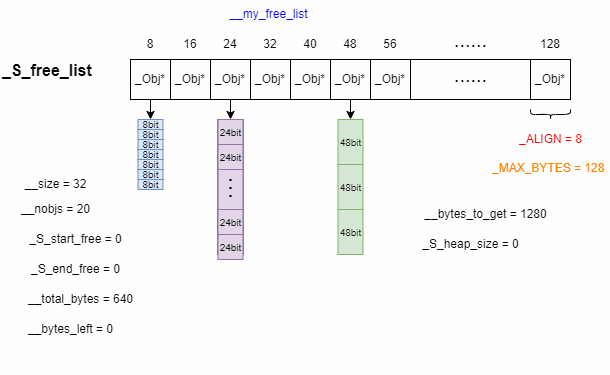 __my_free_list
8 16 24 32 40 48 56 ...... 128
_S_free_list
_Obj* _Obj* _Obj* _Obj* _Obj* _Obj* _Obj* ...... _Obj*
8bit
8bit
8bit
8bit
8bit
8bit
8bit
24bit
24bit
24bit
24bit
48bit
48bit
48bit
_ALIGN = 8
_MAX_BYTES = 128
__size = 32
__nobjs = 20
_S_start_free = 0
_S_end_free = 0
__total_bytes = 640
__bytes_left = 0
__bytes_to_get = 1280
_S_heap_size = 0